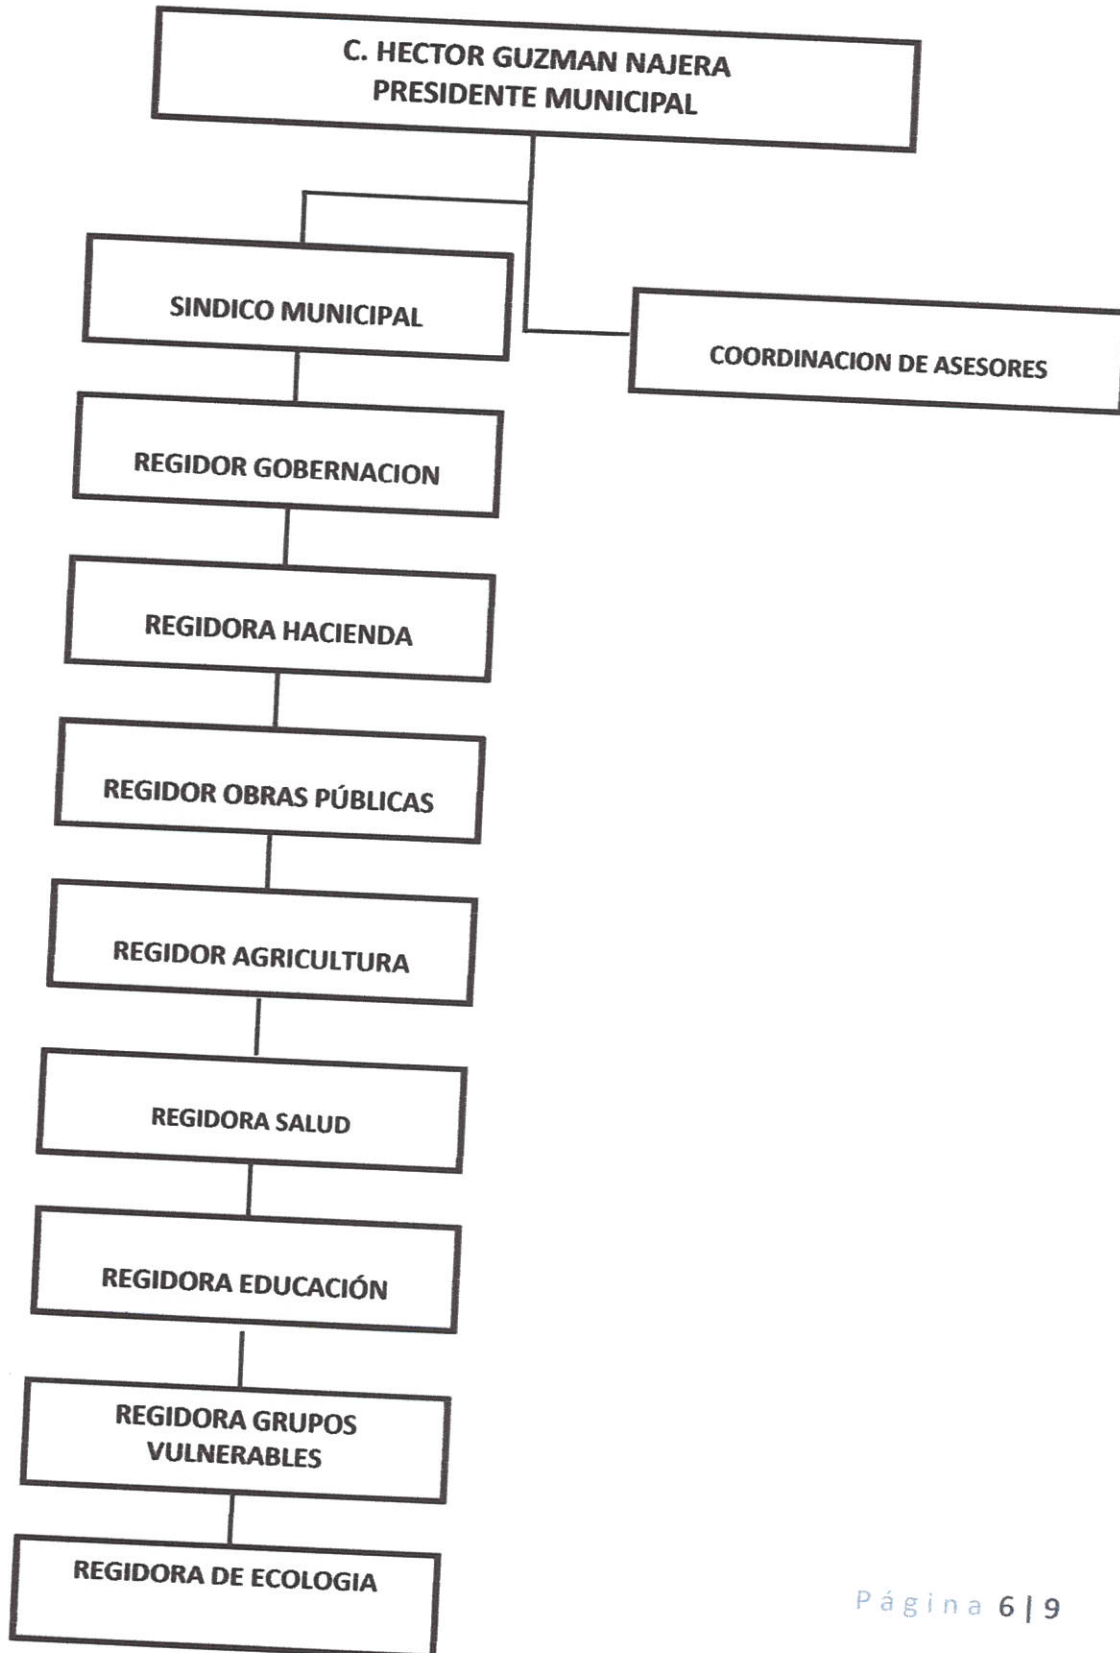 C. HECTOR GUZMAN NAJERA
PRESIDENTE MUNICIPAL
SINDICO MUNICIPAL
COORDINACION DE ASESORES
REGIDOR GOBERNACION
REGIDORA HACIENDA
REGIDOR OBRAS PÚBLICAS
REGIDOR AGRICULTURA
REGIDORA SALUD
REGIDORA EDUCACIÓN
REGIDORA GRUPOS
VULNERABLES
REGIDORA DE ECOLOGIA
Página 6 | 9